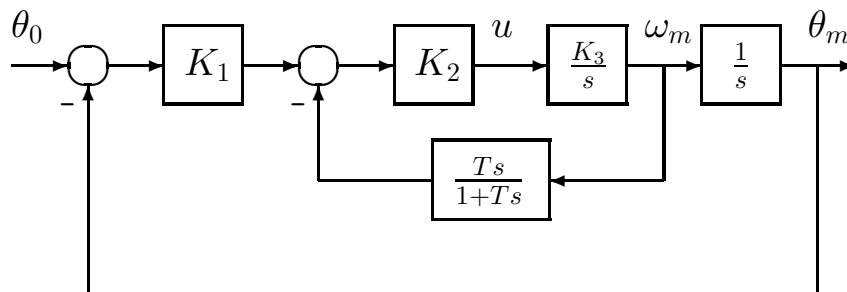 θ₀
K₁
K₂
u
K₃/s
ωₘ
1/s
θₘ
-
-
Ts/(1+Ts)